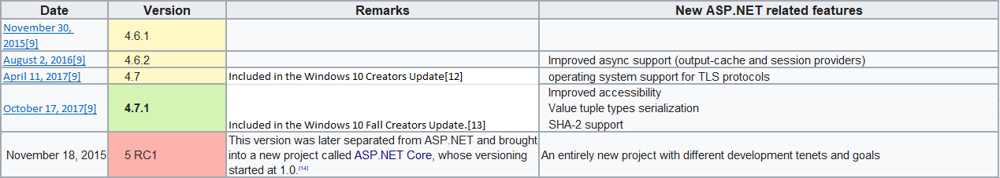 Date Version Remarks New ASP.NET related features
November 30,
2015[9]
4.6.1
August 2, 2016[9] 4.6.2 Improved async support (output-cache and session providers)
April 11, 2017[9] 4.7 Included in the Windows 10 Creators Update[12] operating system support for TLS protocols
October 17, 2017[9] 4.7.1 Included in the Windows 10 Fall Creators Update.[13]
Improved accessibility
Value tuple types serialization
SHA-2 support
November 18, 2015 5 RC1
This version was later separated from ASP.NET and brought
into a new project called ASP.NET Core, whose versioning
started at 1.0.[14]
An entirely new project with different development tenets and goals